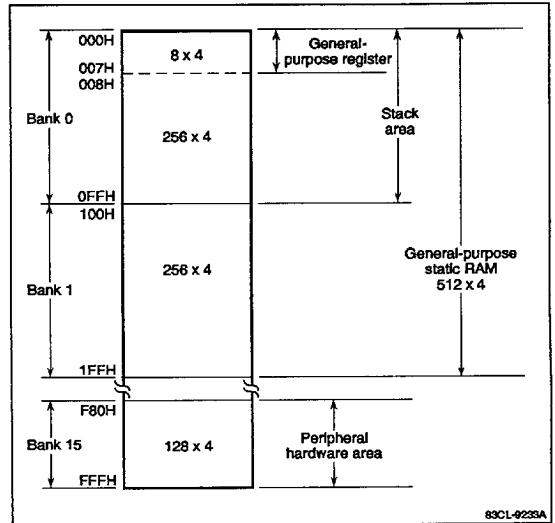 000H
8 x 4
General-
purpose register
007H
008H
Bank 0
256 x 4
Stack
area
0FFH
100H
Bank 1
256 x 4
General-purpose
static RAM
512 x 4
1FFH
F80H
Bank 15
128 x 4
Peripheral
hardware area
FFFH
83CL-9233A